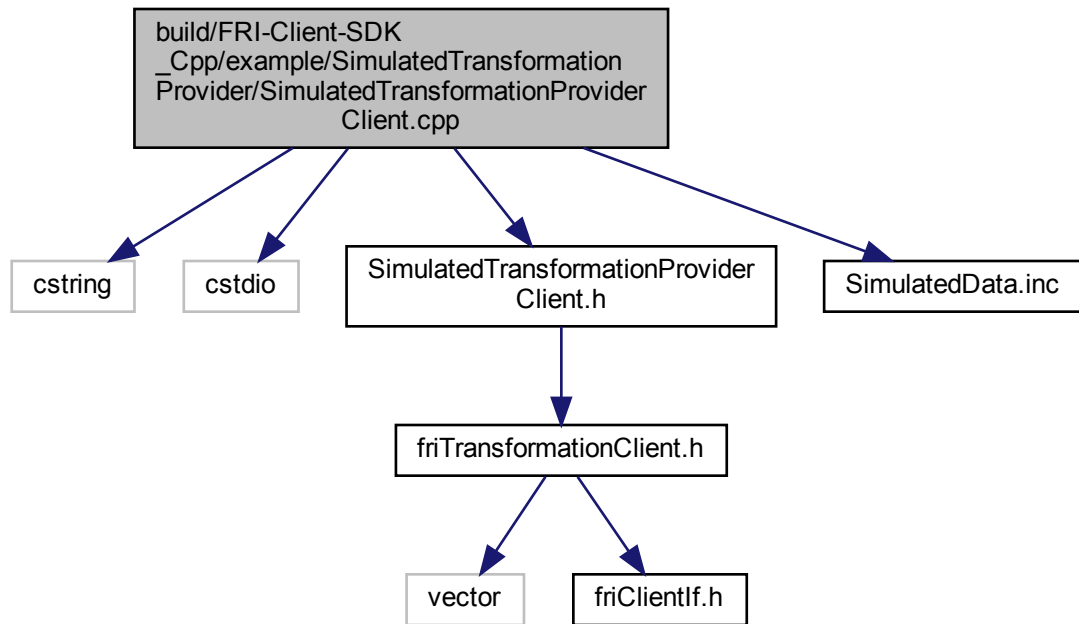 build/FRI-Client-SDK
_Cpp/example/SimulatedTransformation
Provider/SimulatedTransformationProvider
Client.cpp
cstring
cstdio
SimulatedTransformationProvider
Client.h
SimulatedData.inc
friTransformationClient.h
vector
friClientIf.h